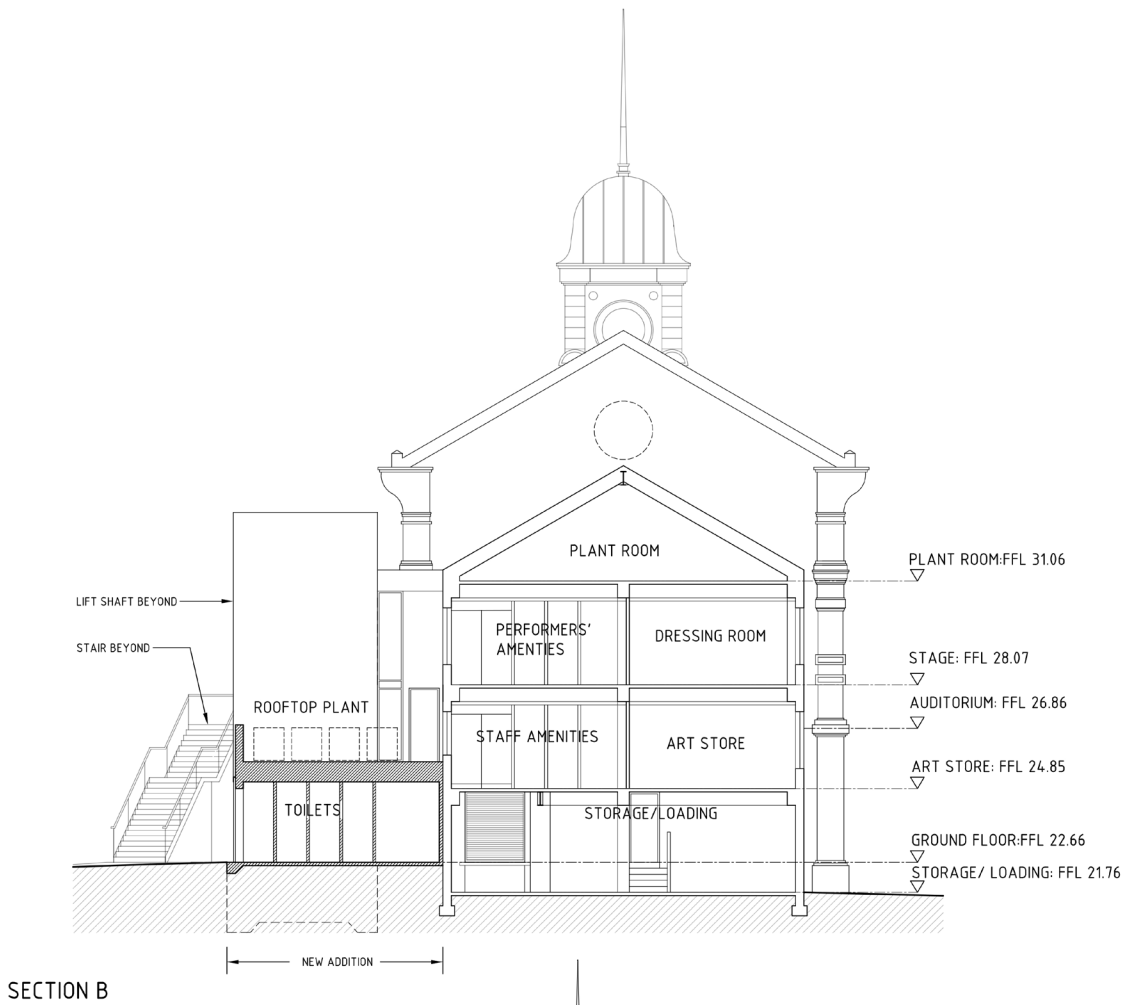 PLANT ROOM
PLANT ROOM:FFL 31.06
LIFT SHAFT BEYOND
PERFORMERS'
AMENTIES
DRESSING ROOM
STAIR BEYOND
STAGE: FFL 28.07
ROOFTOP PLANT
AUDITORIUM: FFL 26.86
STAFF AMENITIES
ART STORE
ART STORE: FFL 24.85
TOILETS
STORAGE/LOADING
GROUND FLOOR:FFL 22.66
STORAGE/ LOADING: FFL 21.76
NEW ADDITION
SECTION B